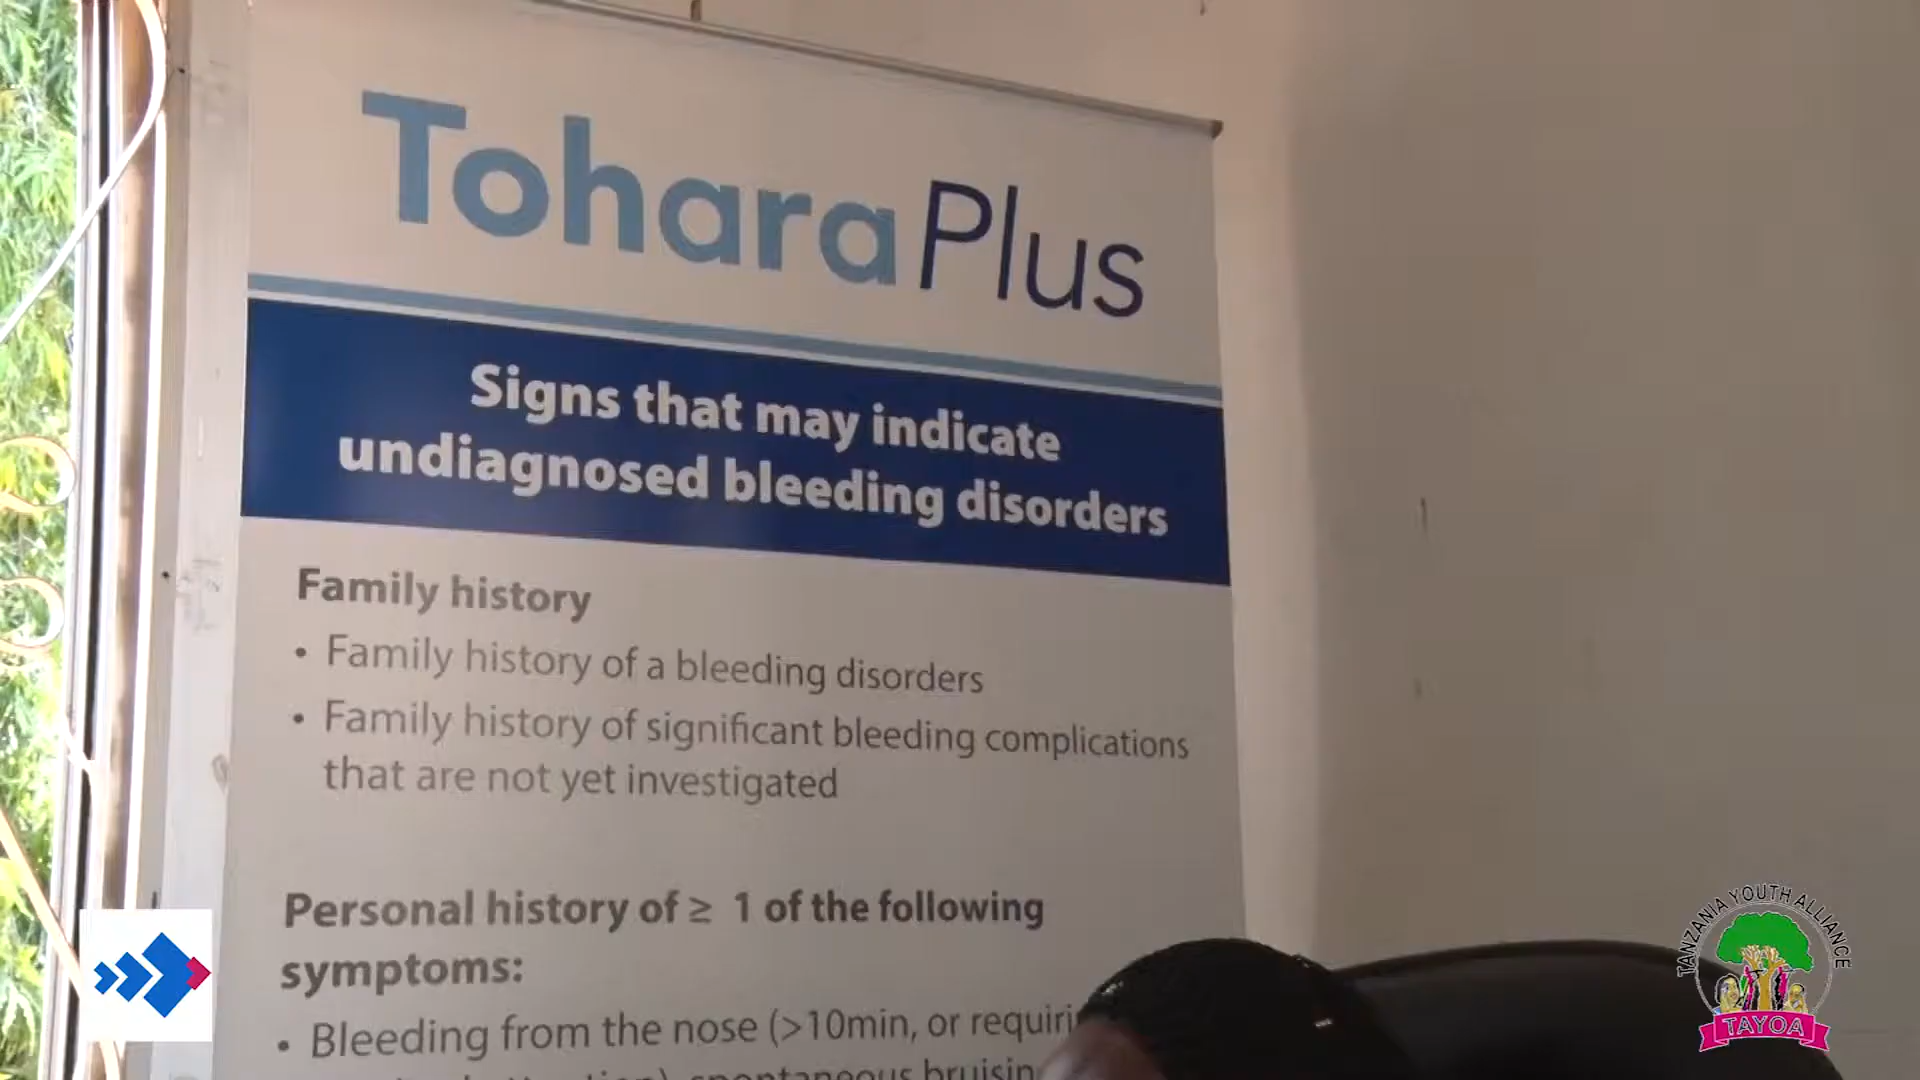 Tohara Plus
Signs that may indicate
undiagnosed bleeding disorders
Family history
• Family history of a bleeding disorders
• Family history of significant bleeding complications
that are not yet investigated
Personal history of ≥ 1 of the following
symptoms:
• Bleeding from the nose (>10min, or
spontaneous
TANZANIA YOUTH ALLIANCE
TAYOA